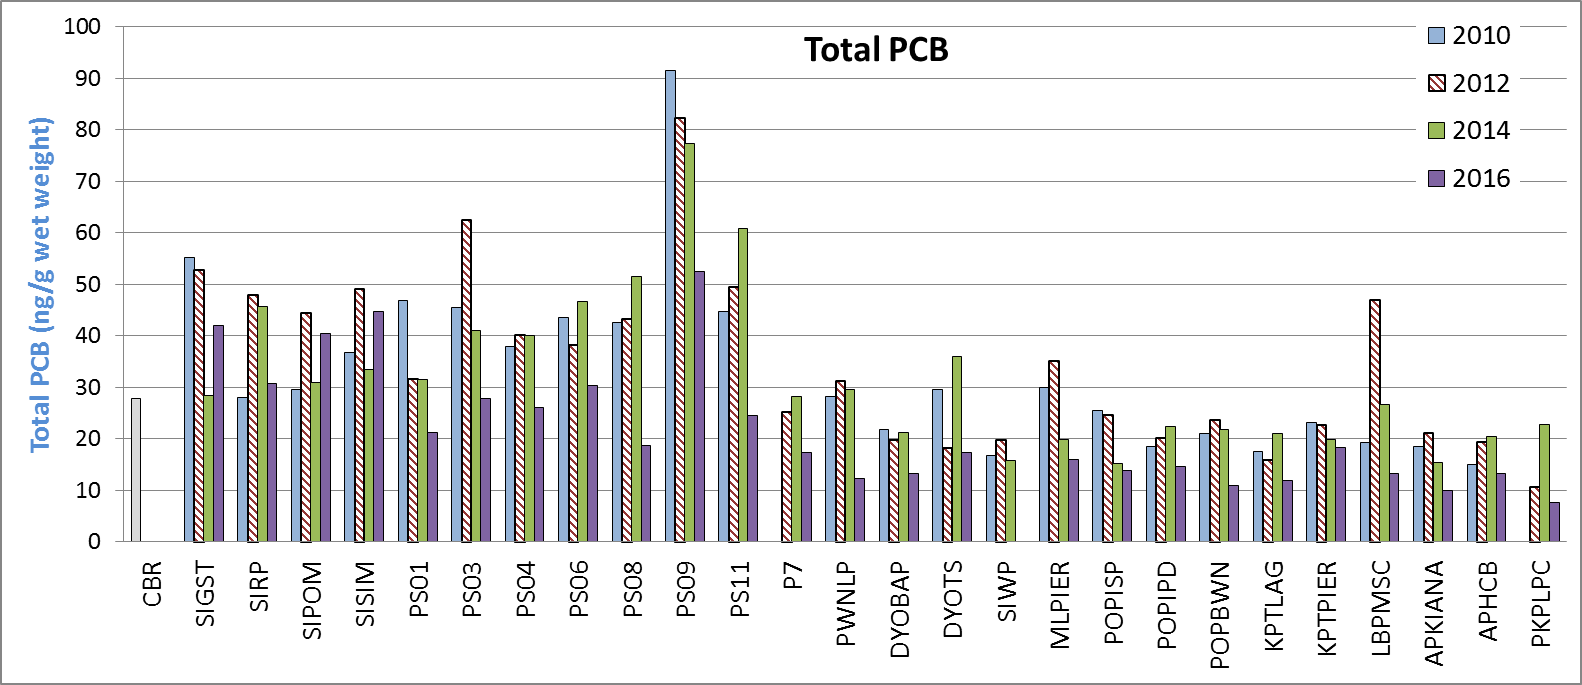 Total PCB
2010
2012
2014
2016
Total PCB (ng/g wet weight)
100
90
80
70
60
50
40
30
20
10
0
CBR
SIGST
SIRP
SIPOM
SISIM
PS01
PS03
PS04
PS06
PS08
PS09
PS11
P7
PWNLP
DYOBAP
DYOTS
SIWP
MLPIER
POPISP
POPIPD
POPBWN
KPTLAG
KPTPIER
LBPMSC
APKIANA
APHCB
PKPLPC